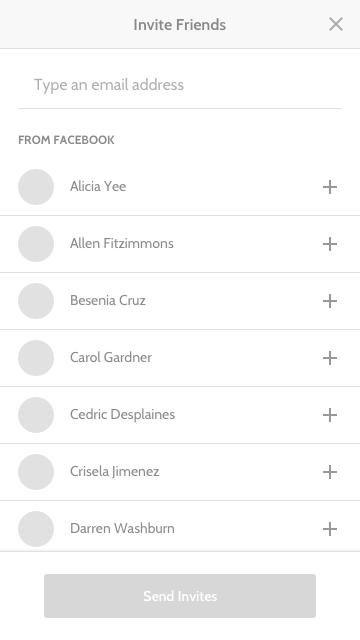 Invite Friends
Type an email address
FROM FACEBOOK
Alicia Yee
Allen Fitzimmons
Besenia Cruz
Carol Gardner
Cedric Desplaines
Crisela Jimenez
Darren Washburn
Send Invites